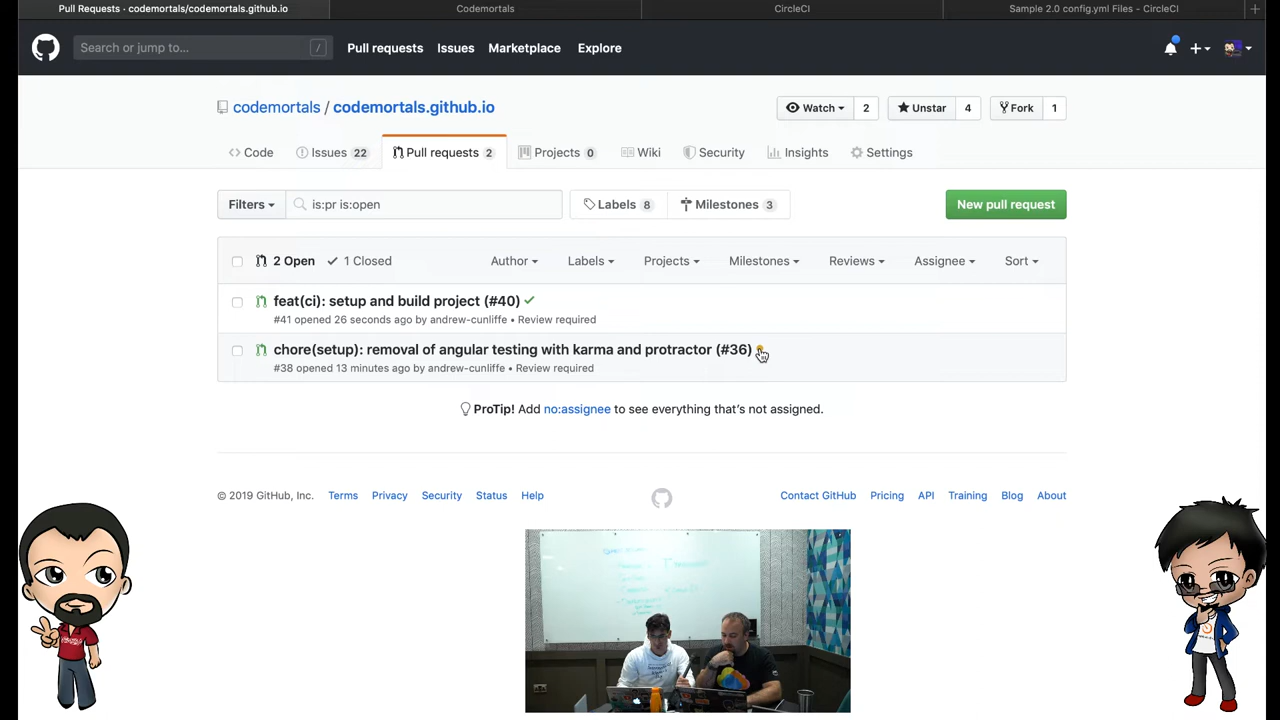 Pull Requests · codemortals/codemortals.github.io
Codemortals
CircleCI
Sample 2.0 config.yml Files - CircleCI
Search or jump to...
/
Pull requests
Issues
Marketplace
Explore
codemortals / codemortals.github.io
Watch
2
Unstar
4
Fork
1
Code
Issues 22
Pull requests 2
Projects 0
Wiki
Security
Insights
Settings
Filters
is:pr is:open
Labels 8
Milestones 3
New pull request
2 Open
1 Closed
Author
Labels
Projects
Milestones
Reviews
Assignee
Sort
feat(ci): setup and build project (#40)
#41 opened 26 seconds ago by andrew-cunliffe • Review required
chore(setup): removal of angular testing with karma and protractor (#36)
#38 opened 13 minutes ago by andrew-cunliffe • Review required
ProTip! Add no:assignee to see everything that's not assigned.
© 2019 GitHub, Inc.
Terms
Privacy
Security
Status
Help
Contact GitHub
Pricing
API
Training
Blog
About